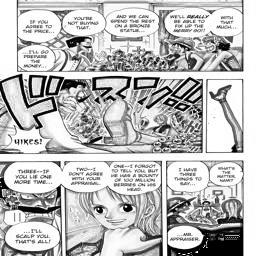 WITH
THAT
MUCH...
WE'LL REALLY
BE ABLE TO
FIX UP THE
MERRY GO!!
AND WE CAN
SPEND THE REST
ON A BRONZE
STATUE...
YOU'RE
NOT BUYING
THAT.
IF YOU
AGREE TO
THE PRICE...
I'LL GO
PREPARE
THE
MONEY...
YIKES!
WHAT'S
THE
MATTER,
NAMI?
I HAVE
THREE
THINGS
TO SAY...
...MR.
APPRAISER.
ONE--I FORGOT
TO TELL YOU, BUT
HE HAS A BOUNTY
OF 100 MILLION
BERRIES ON HIS
HEAD.
TWO--I
DON'T
AGREE WITH
YOUR
APPRAISAL.
THREE--IF
YOU LIE
ONE MORE
TIME...
...I'LL
SCALP YOU.
THAT'S ALL!